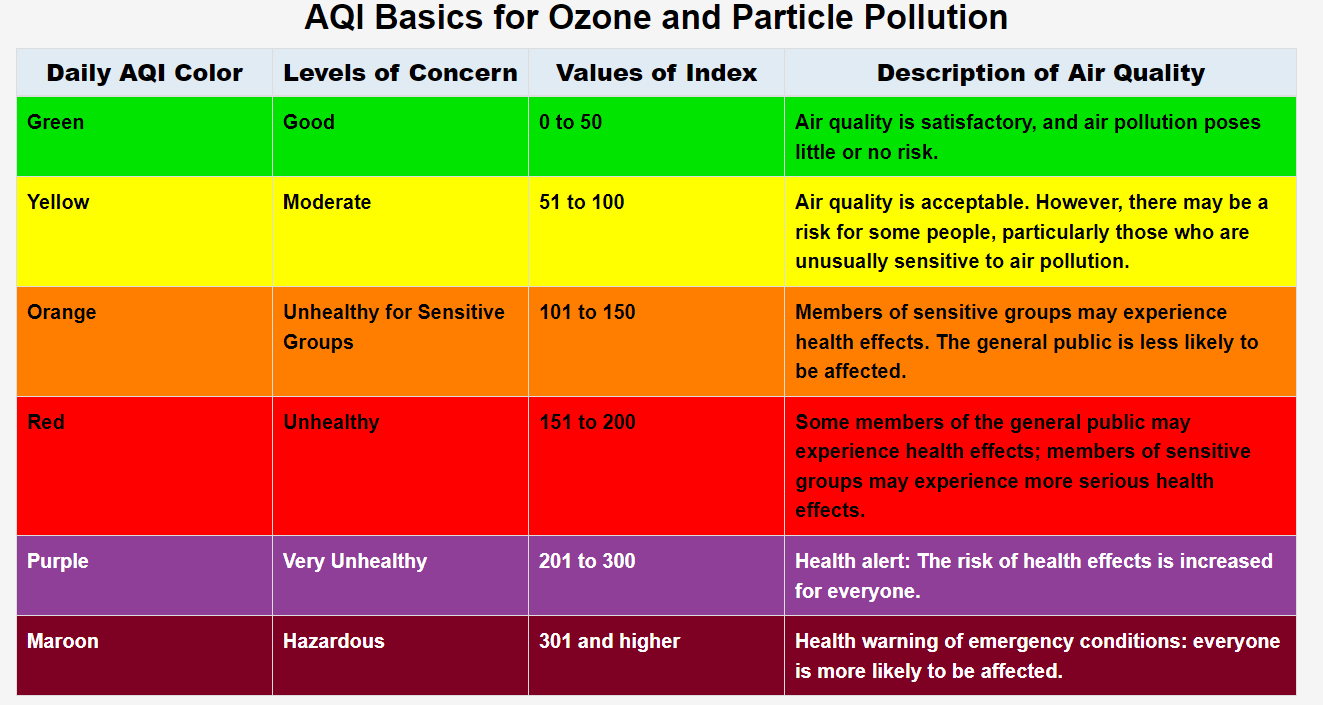 AQI Basics for Ozone and Particle Pollution
Daily AQI Color Levels of Concern Values of Index Description of Air Quality
Green Good 0 to 50 Air quality is satisfactory, and air pollution poses
little or no risk.
Yellow Moderate 51 to 100 Air quality is acceptable. However, there may be a
risk for some people, particularly those who are
unusually sensitive to air pollution.
Orange Unhealthy for Sensitive 101 to 150 Members of sensitive groups may experience
Groups health effects. The general public is less likely to
be affected.
Red Unhealthy 151 to 200 Some members of the general public may
experience health effects; members of sensitive
groups may experience more serious health
effects.
Purple Very Unhealthy 201 to 300 Health alert: The risk of health effects is increased
for everyone.
Maroon Hazardous 301 and higher Health warning of emergency conditions: everyone
is more likely to be affected.